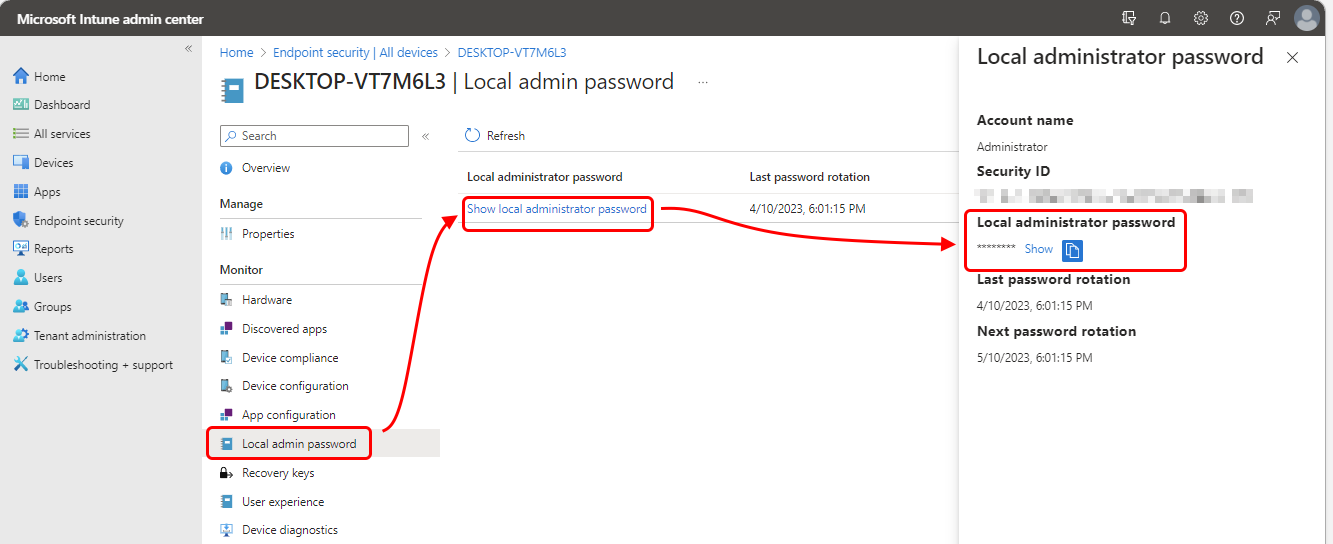 Microsoft Intune admin center
Home
Dashboard
All services
Devices
Apps
Endpoint security
Reports
Users
Groups
Tenant administration
Troubleshooting + support
Home > Endpoint security | All devices > DESKTOP-VT7M6L3
DESKTOP-VT7M6L3 | Local admin password ...
Search
Overview
Manage
Properties
Monitor
Hardware
Discovered apps
Device compliance
Device configuration
App configuration
Local admin password
Recovery keys
User experience
Device diagnostics
Refresh
Local administrator password Last password rotation
Show local administrator password 4/10/2023, 6:01:15 PM
Local administrator password
Account name
Administrator
Security ID
Local administrator password
******** Show
Last password rotation
4/10/2023, 6:01:15 PM
Next password rotation
5/10/2023, 6:01:15 PM